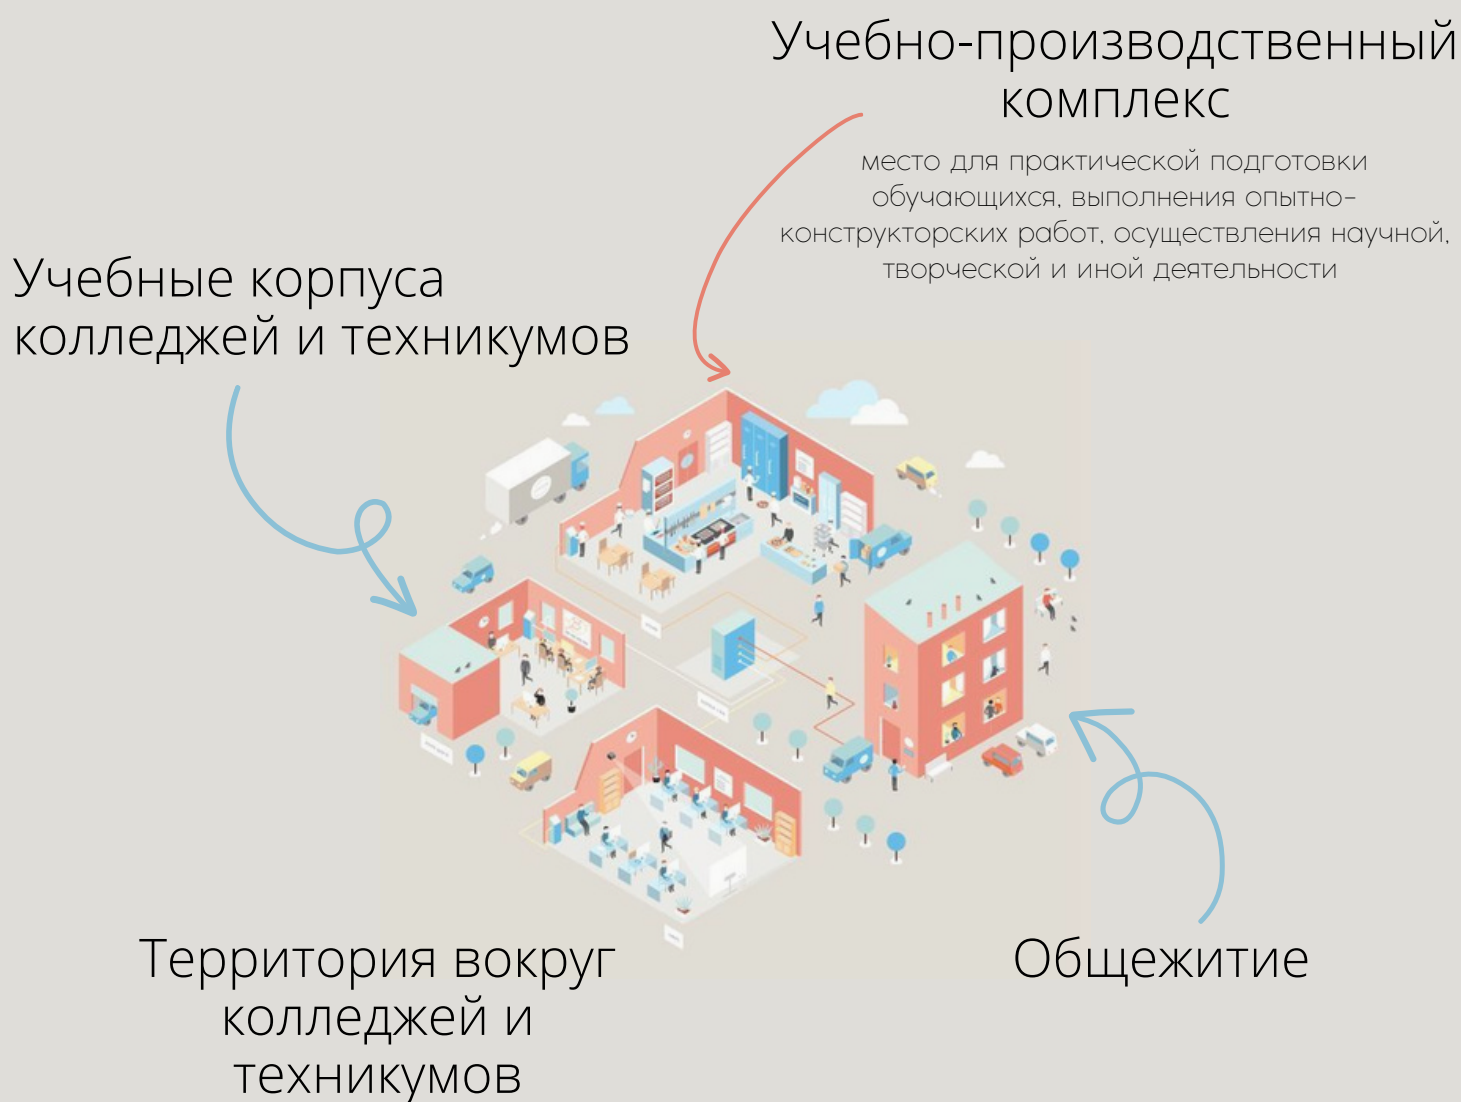 Учебно-производственный
комплекс
место для практической подготовки
обучающихся, выполнения опытно-
конструкторских работ, осуществления научной,
творческой и иной деятельности
Учебные корпуса
колледжей и техникумов
Территория вокруг
колледжей и
техникумов
Общежитие